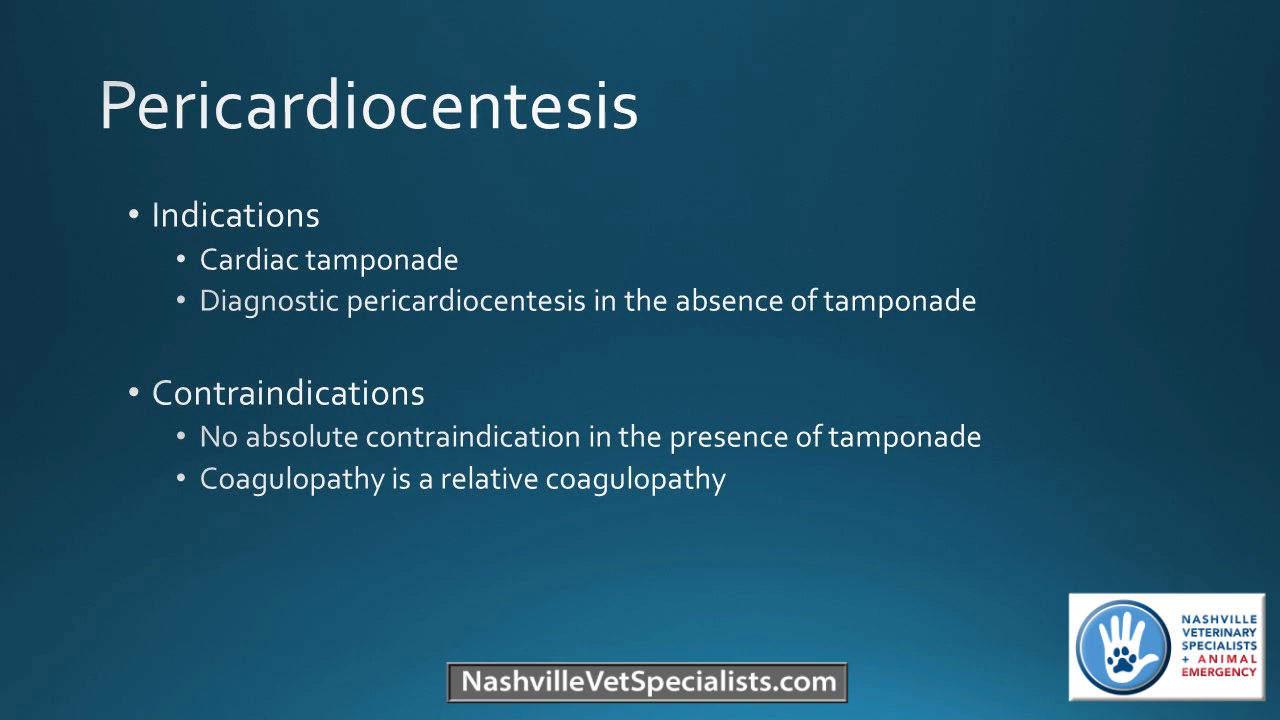 Pericardiocentesis
• Indications
• Cardiac tamponade
• Diagnostic pericardiocentesis in the absence of tamponade
• Contraindications
• No absolute contraindication in the presence of tamponade
• Coagulopathy is a relative coagulopathy
NASHVILLE
VETERINARY
SPECIALISTS
+ ANIMAL
EMERGENCY
NashvilleVetSpecialists.com